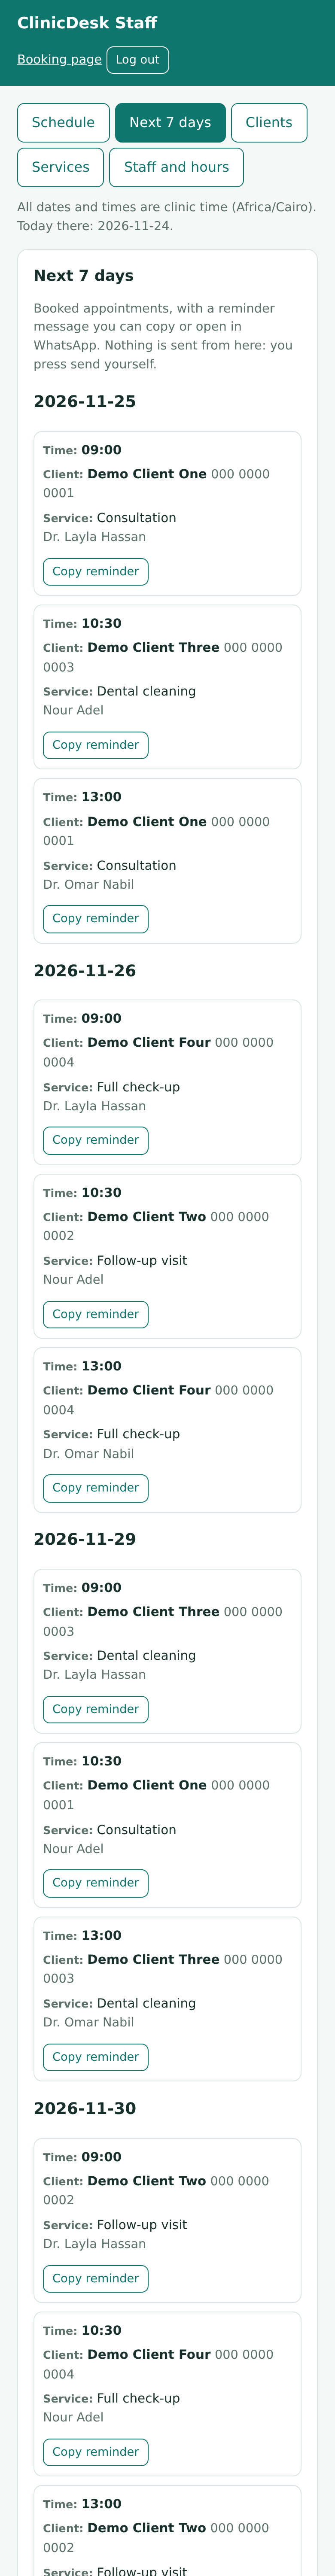 ClinicDesk Staff
Booking page
Log out
Schedule
Next 7 days
Clients
Services
Staff and hours
All dates and times are clinic time (Africa/Cairo).
Today there: 2026-11-24.
Next 7 days
Booked appointments, with a reminder
message you can copy or open in
WhatsApp. Nothing is sent from here: you
press send yourself.
2026-11-25
Time: 09:00
Client: Demo Client One 000 0000
0001
Service: Consultation
Dr. Layla Hassan
Copy reminder
Time: 10:30
Client: Demo Client Three 000 0000
0003
Service: Dental cleaning
Nour Adel
Copy reminder
Time: 13:00
Client: Demo Client One 000 0000
0001
Service: Consultation
Dr. Omar Nabil
Copy reminder
2026-11-26
Time: 09:00
Client: Demo Client Four 000 0000
0004
Service: Full check-up
Dr. Layla Hassan
Copy reminder
Time: 10:30
Client: Demo Client Two 000 0000
0002
Service: Follow-up visit
Nour Adel
Copy reminder
Time: 13:00
Client: Demo Client Four 000 0000
0004
Service: Full check-up
Dr. Omar Nabil
Copy reminder
2026-11-29
Time: 09:00
Client: Demo Client Three 000 0000
0003
Service: Dental cleaning
Dr. Layla Hassan
Copy reminder
Time: 10:30
Client: Demo Client One 000 0000
0001
Service: Consultation
Nour Adel
Copy reminder
Time: 13:00
Client: Demo Client Three 000 0000
0003
Service: Dental cleaning
Dr. Omar Nabil
Copy reminder
2026-11-30
Time: 09:00
Client: Demo Client Two 000 0000
0002
Service: Follow-up visit
Dr. Layla Hassan
Copy reminder
Time: 10:30
Client: Demo Client Four 000 0000
0004
Service: Full check-up
Nour Adel
Copy reminder
Time: 13:00
Client: Demo Client Two 000 0000
0002
Service: Follow-up visit